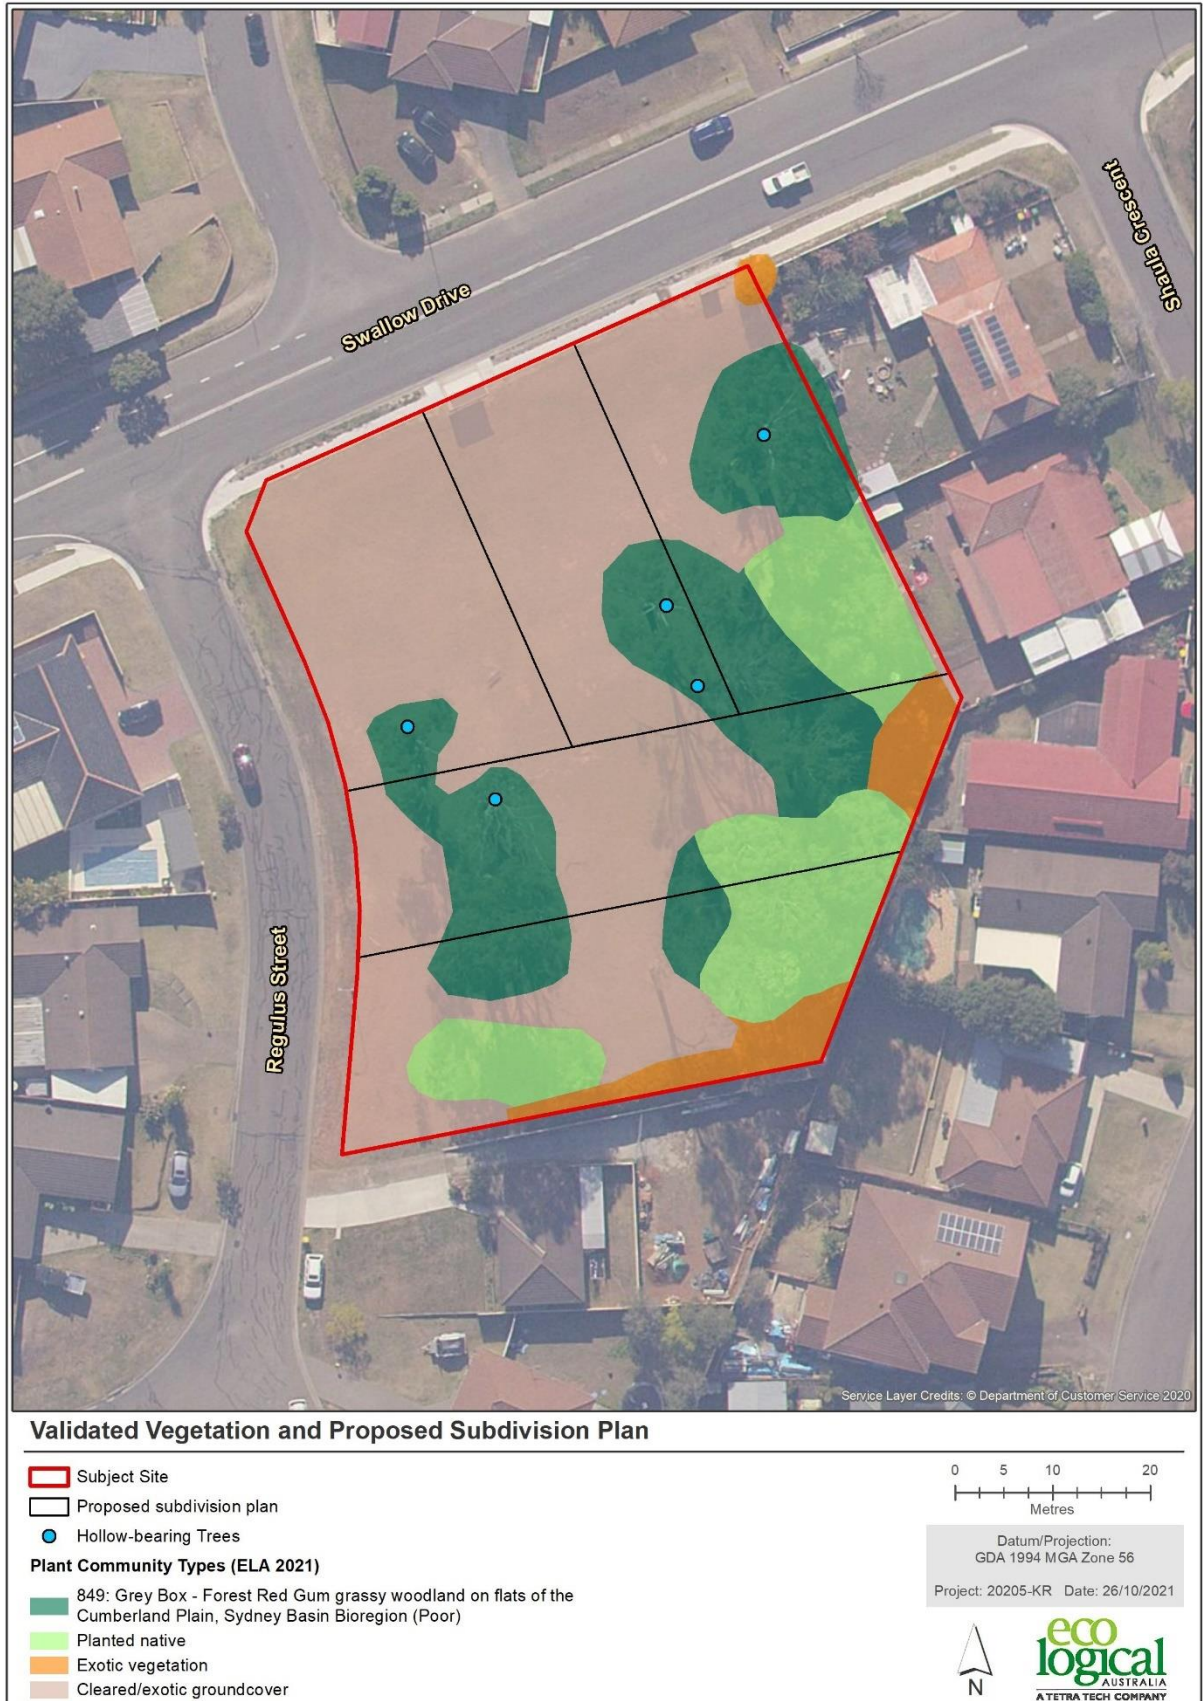 Swallow Drive
Shaula Crescent
Regulus Street
Service Layer Credits: © Department of Customer Service 2020
Validated Vegetation and Proposed Subdivision Plan
Subject Site
Proposed subdivision plan
Hollow-bearing Trees
Plant Community Types (ELA 2021)
849: Grey Box - Forest Red Gum grassy woodland on flats of the
Cumberland Plain, Sydney Basin Bioregion (Poor)
Planted native
Exotic vegetation
Cleared/exotic groundcover
0 5 10 20
Metres
Datum/Projection:
GDA 1994 MGA Zone 56
Project: 20205-KR Date: 26/10/2021
N
eco
logical
AUSTRALIA
A TETRA TECH COMPANY